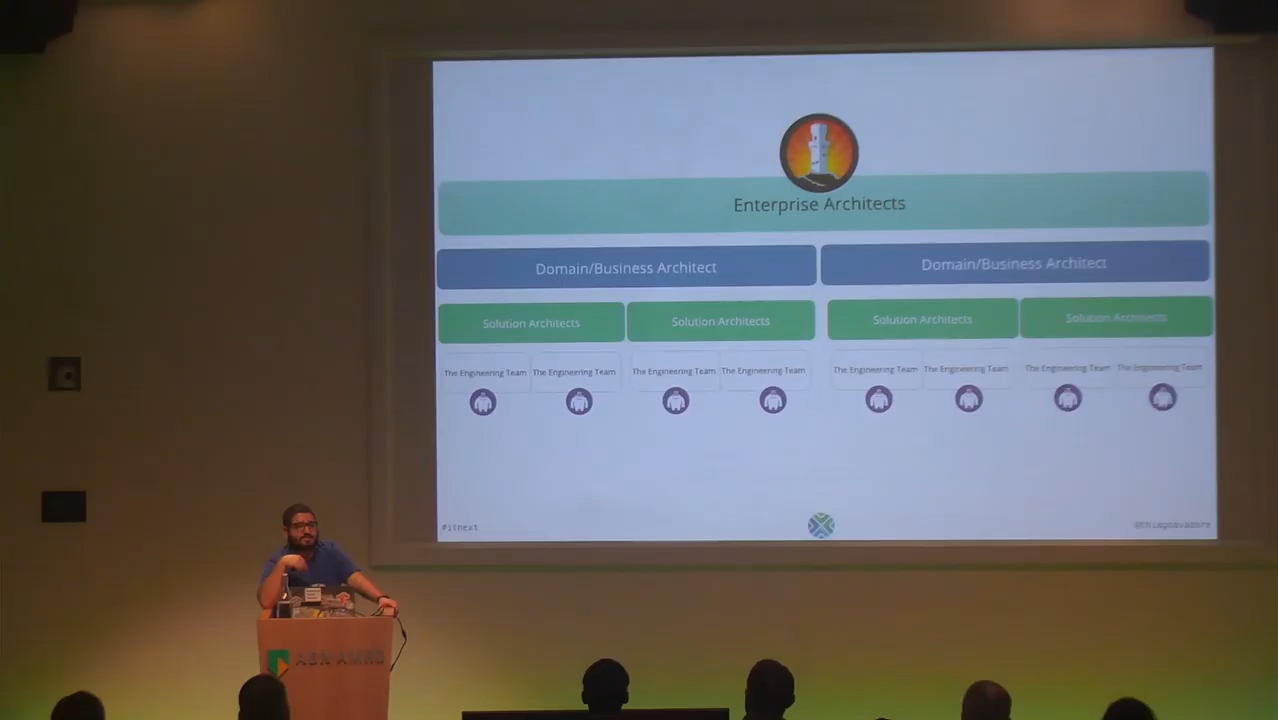 Enterprise Architects
Domain/Business Architect Domain/Business Architect
Solution Architects Solution Architects Solution Architects Solution Architects
The Engineering Team The Engineering Team The Engineering Team The Engineering Team The Engineering Team The Engineering Team The Engineering Team The Engineering Team
#itnext
ABN·AMRO